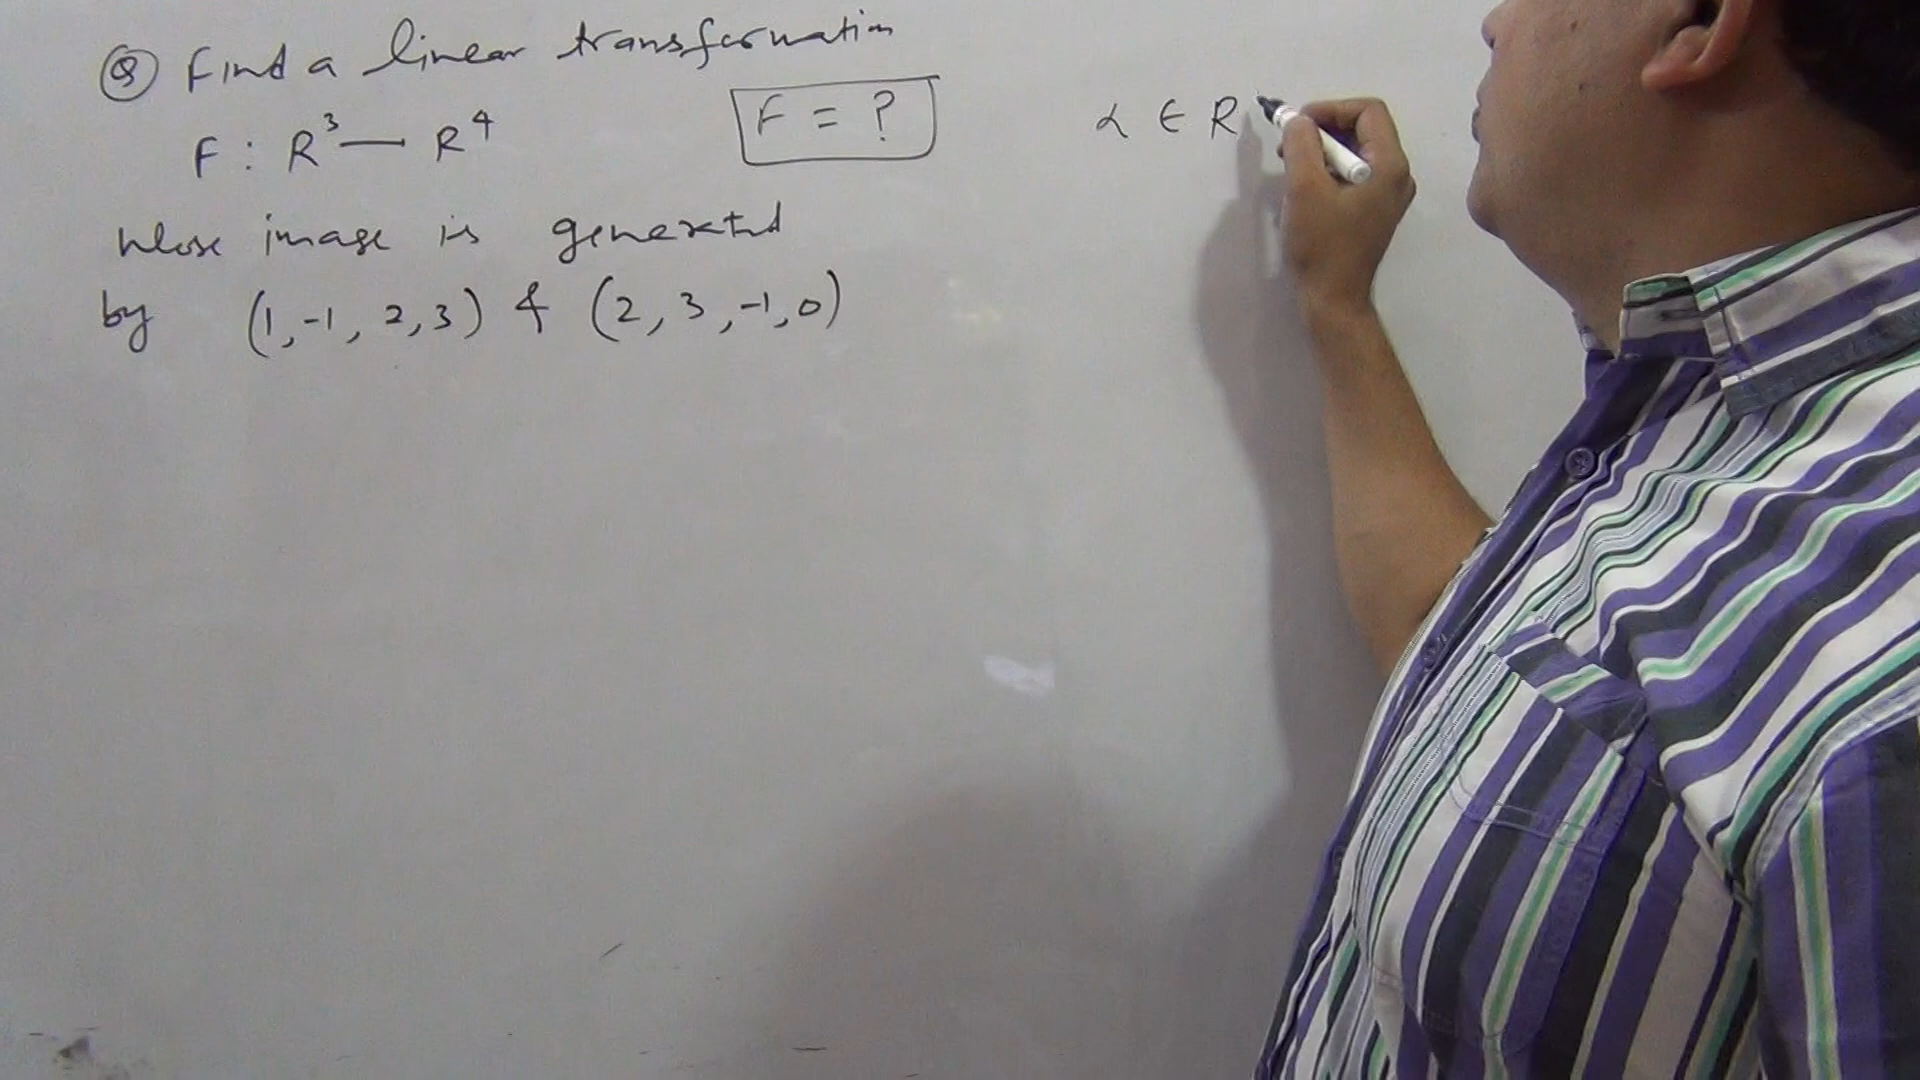 Q Find a linear transformation
F : R³ — R⁴
F = ?
whose image is generated
by (1, -1, 2, 3) & (2, 3, -1, 0)
α ∈ R